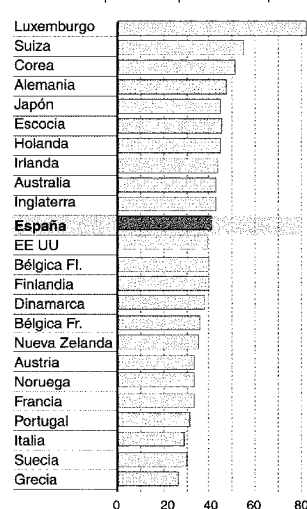 Luxemburgo
Suiza
Corea
Alemania
Japón
Escocia
Holanda
Irlanda
Australia
Inglaterra
España
EE UU
Bélgica Fl.
Finlandia
Dinamarca
Bélgica Fr.
Nueva Zelanda
Austria
Noruega
Francia
Portugal
Italia
Suecia
Grecia
0 20 40 60 80